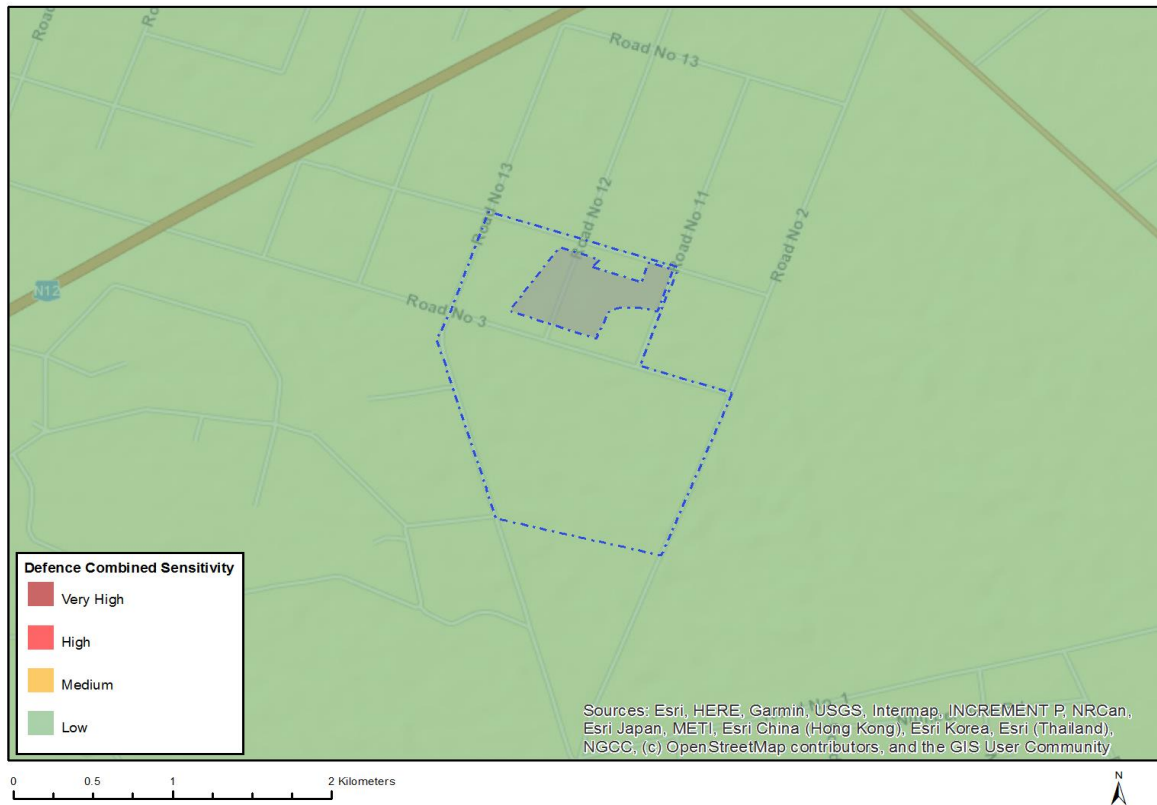 Road
Ro
Road No 13
Road No 13
Road No 12
Road No 11
Road No 2
N12
Road No 3
Defence Combined Sensitivity
Very High
High
Medium
Low
Sources: Esri, HERE, Garmin, USGS, Intermap, INCREMENT P, NRCan,
Esri Japan, METI, Esri China (Hong Kong), Esri Korea, Esri (Thailand),
NGCC, (c) OpenStreetMap contributors, and the GIS User Community
0 0.5 1 2 Kilometers
N